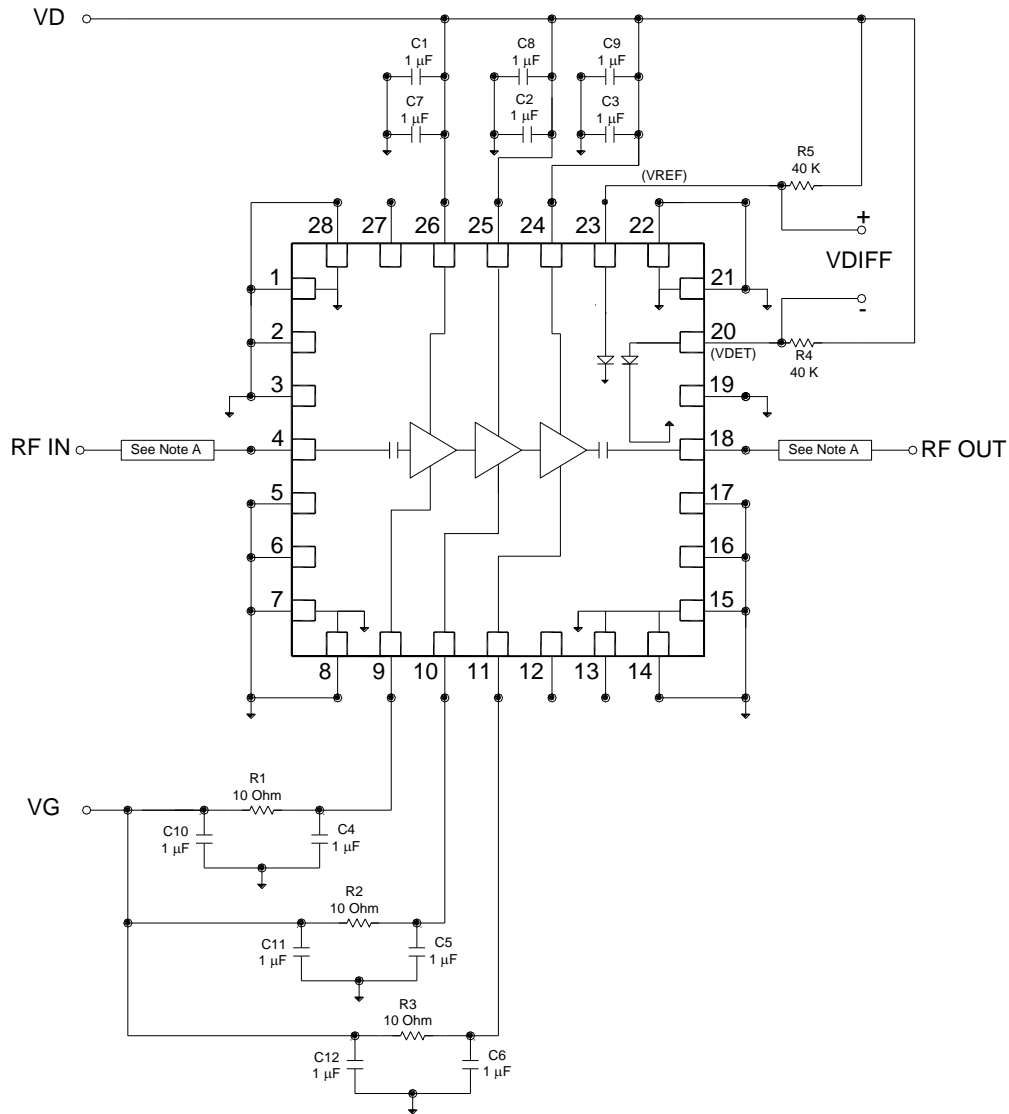 VD
C1
1 μF
C8
1 μF
C9
1 μF
C7
1 μF
C2
1 μF
C3
1 μF
R5
40 K
(VREF)
28
27
26
25
24
23
22
+
VDIFF
-
1
21
2
20
(VDET)
R4
40 K
3
19
RF IN
See Note A
4
18
See Note A
RF OUT
5
17
6
16
7
15
8
9
10
11
12
13
14
VG
R1
10 Ohm
C10
1 μF
C4
1 μF
R2
10 Ohm
C11
1 μF
C5
1 μF
R3
10 Ohm
C12
1 μF
C6
1 μF